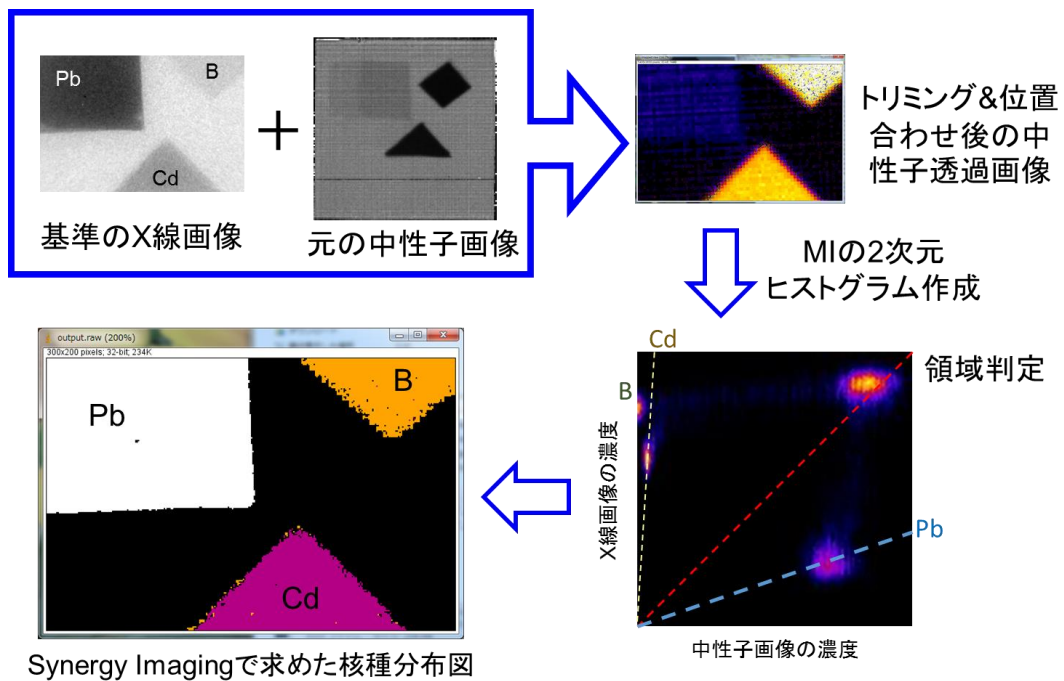 Pb
B
Cd
基準のX線画像
＋
元の中性子画像
トリミング&位置
合わせ後の中
性子透過画像
MIの2次元
ヒストグラム作成
output.raw (200%)
300x200 pixels; 32-bit; 234K
Pb
B
Cd
Synergy Imagingで求めた核種分布図
Cd
B
X線画像の濃度
領域判定
Pb
中性子画像の濃度